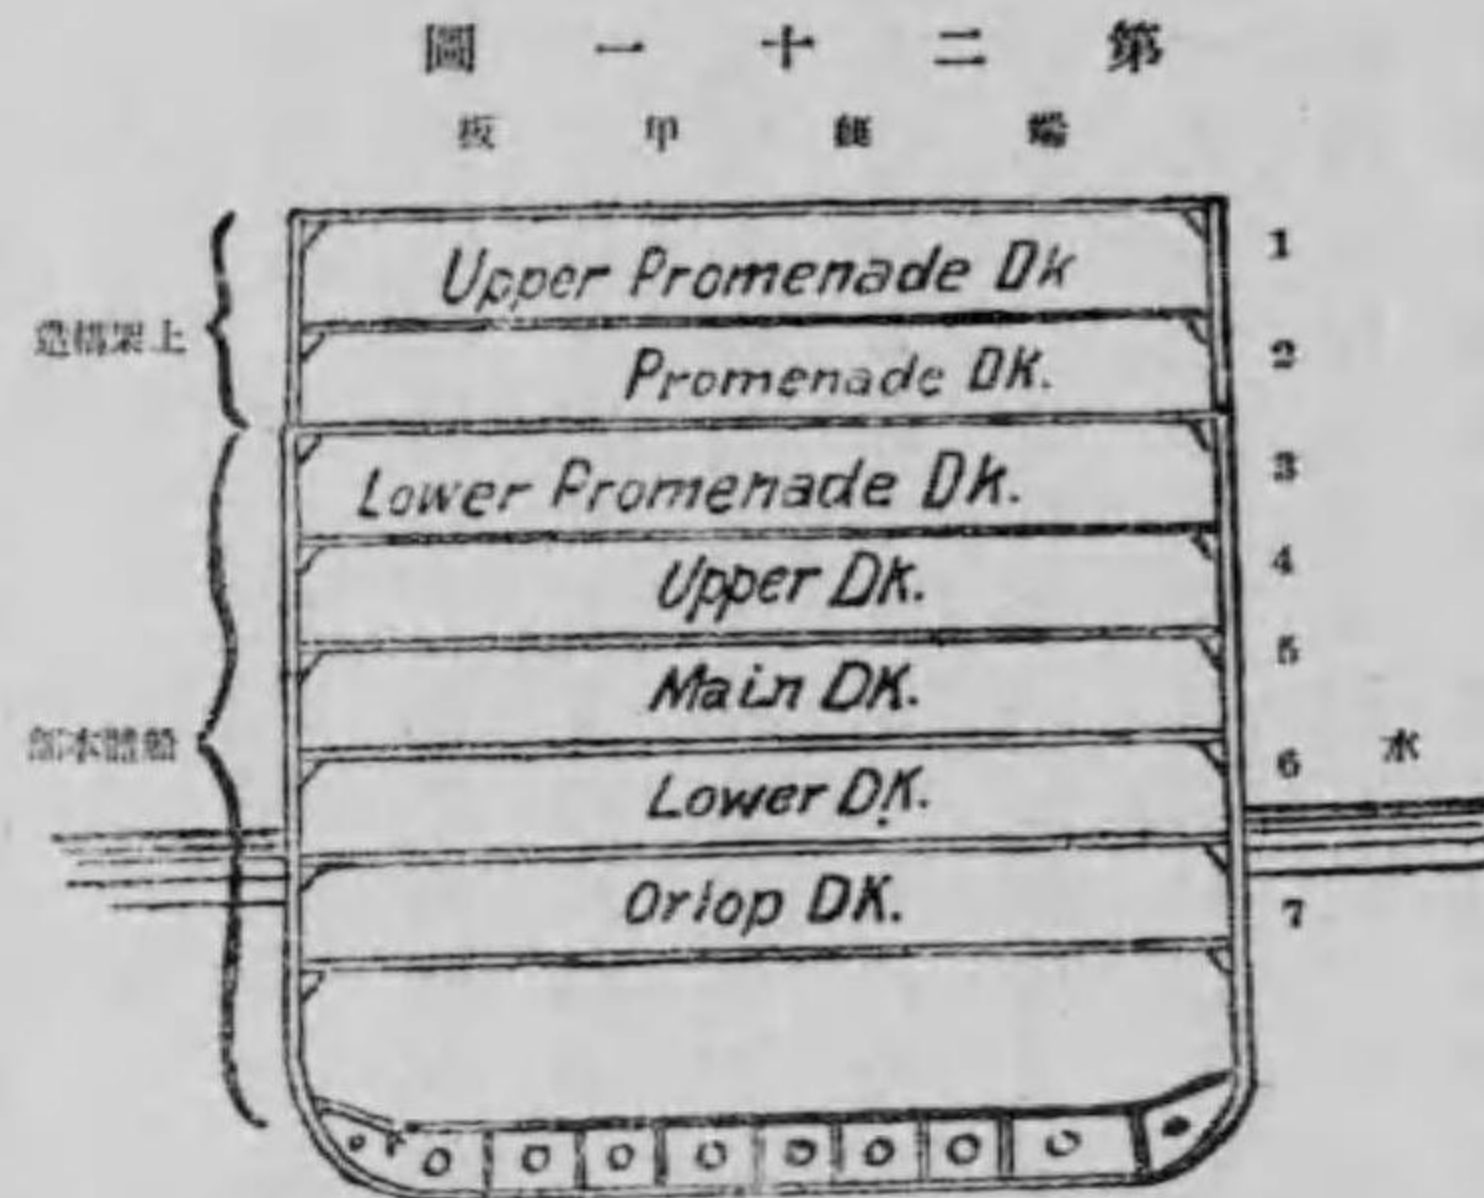 第二十一圖
端艇甲板
Upper Promenade Dk
1
上架構造
Promenade DK.
2
Lower Promenade Dk.
3
Upper DK.
4
Main DK.
5
船體本部
Lower DK.
6
水
Orlop DK.
7